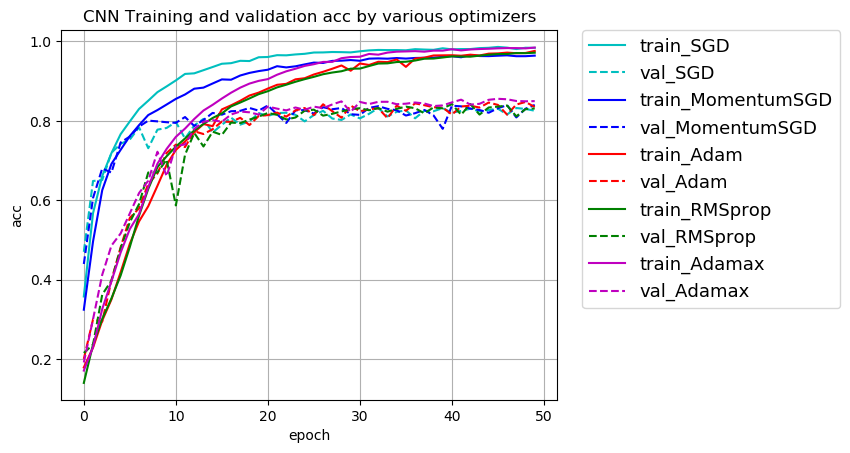 CNN Training and validation acc by various optimizers
1.0
0.8
0.6
0.4
0.2
acc
0
10
20
30
40
50
epoch
train_SGD
val_SGD
train_MomentumSGD
val_MomentumSGD
train_Adam
val_Adam
train_RMSprop
val_RMSprop
train_Adamax
val_Adamax